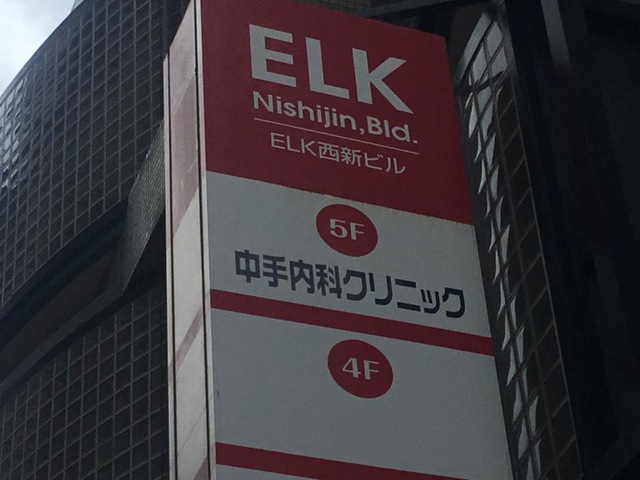 ELK
Nishijin,Bld.
ELK西新ビル
5F
中手内科クリニック
4F